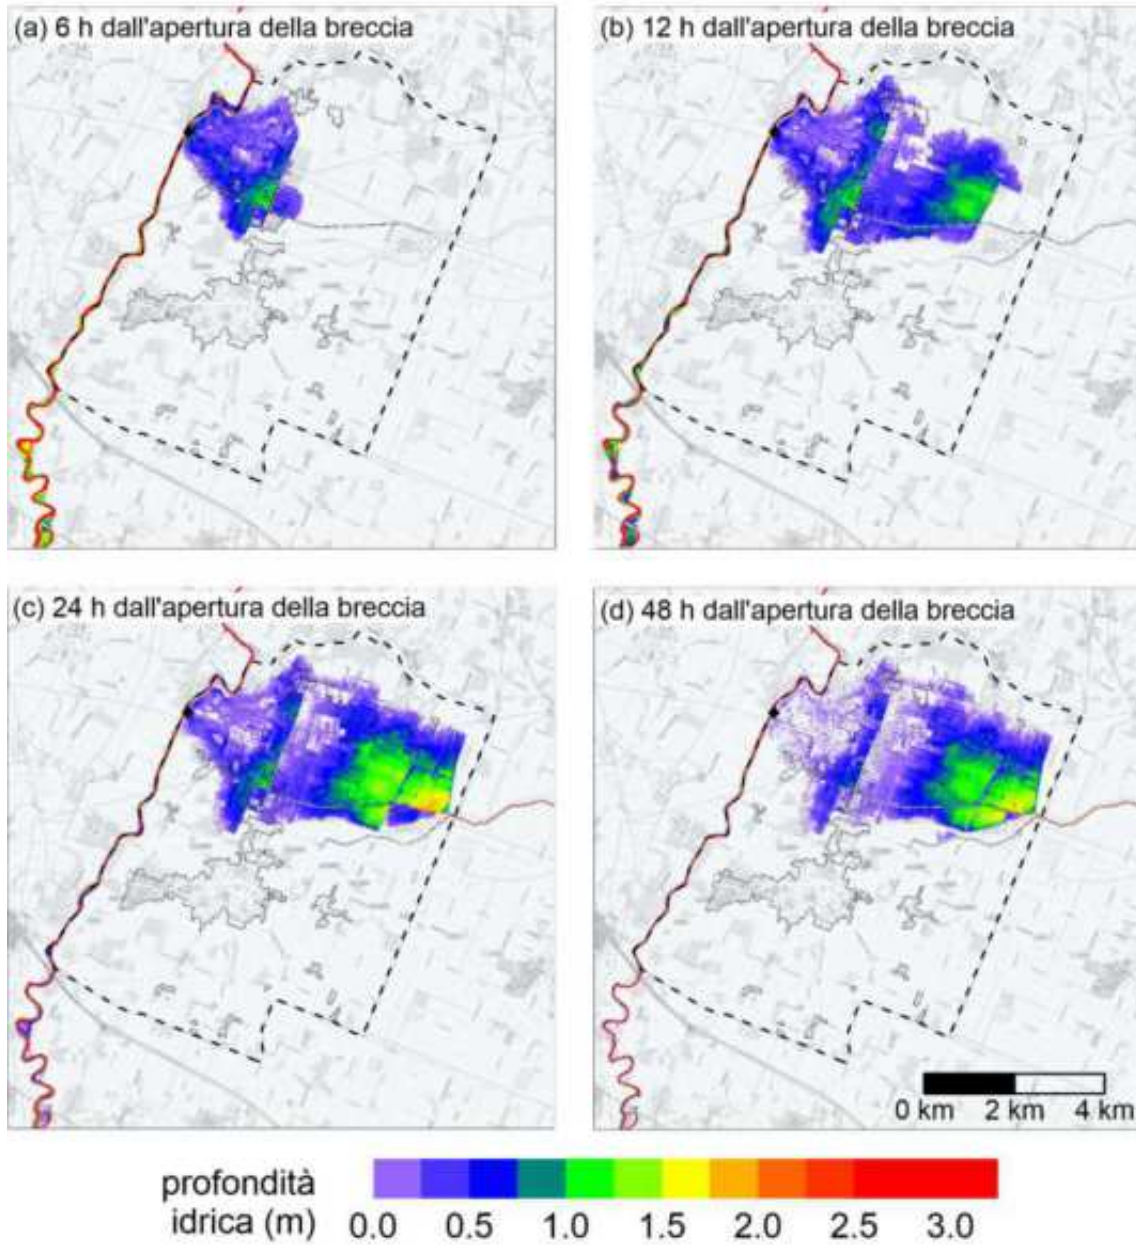 (a) 6 h dall'apertura della breccia
(b) 12 h dall'apertura della breccia
(c) 24 h dall'apertura della breccia
(d) 48 h dall'apertura della breccia
0 km 2 km 4 km
profondità
idrica (m) 0.0 0.5 1.0 1.5 2.0 2.5 3.0